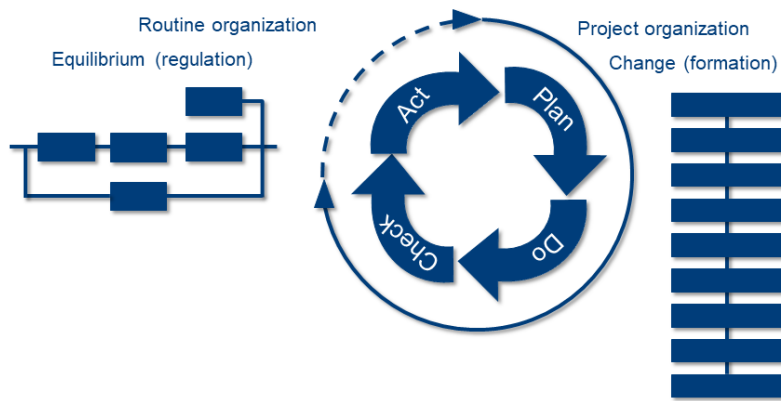 Routine organization
Equilibrium (regulation)
Project organization
Change (formation)
Act
Plan
Check
Do